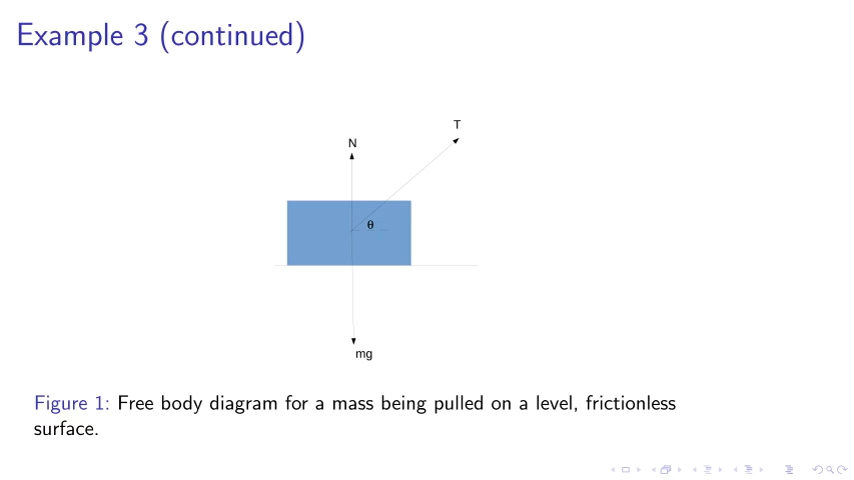 Example 3 (continued)
T
N
θ
mg
Figure 1: Free body diagram for a mass being pulled on a level, frictionless
surface.